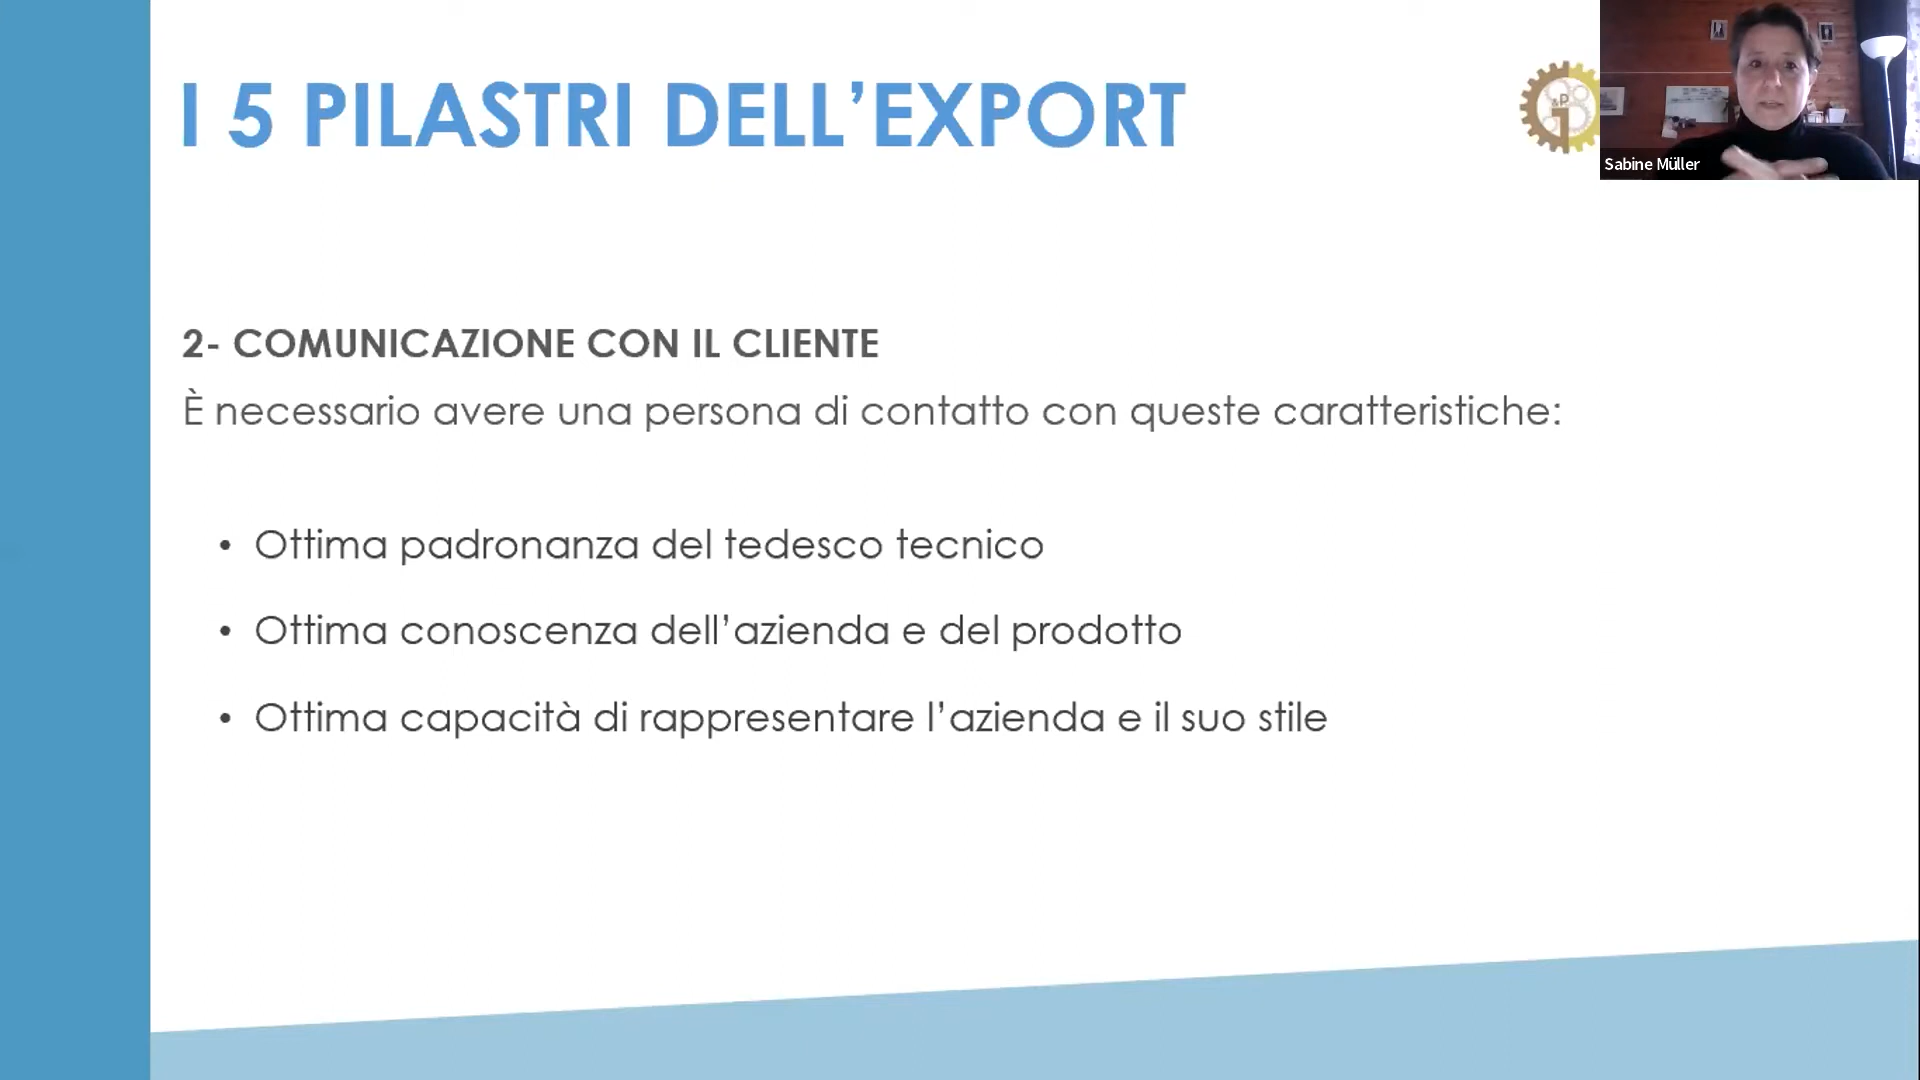 I 5 PILASTRI DELL’EXPORT
Sabine Müller
2- COMUNICAZIONE CON IL CLIENTE
È necessario avere una persona di contatto con queste caratteristiche:
• Ottima padronanza del tedesco tecnico
• Ottima conoscenza dell’azienda e del prodotto
• Ottima capacità di rappresentare l’azienda e il suo stile